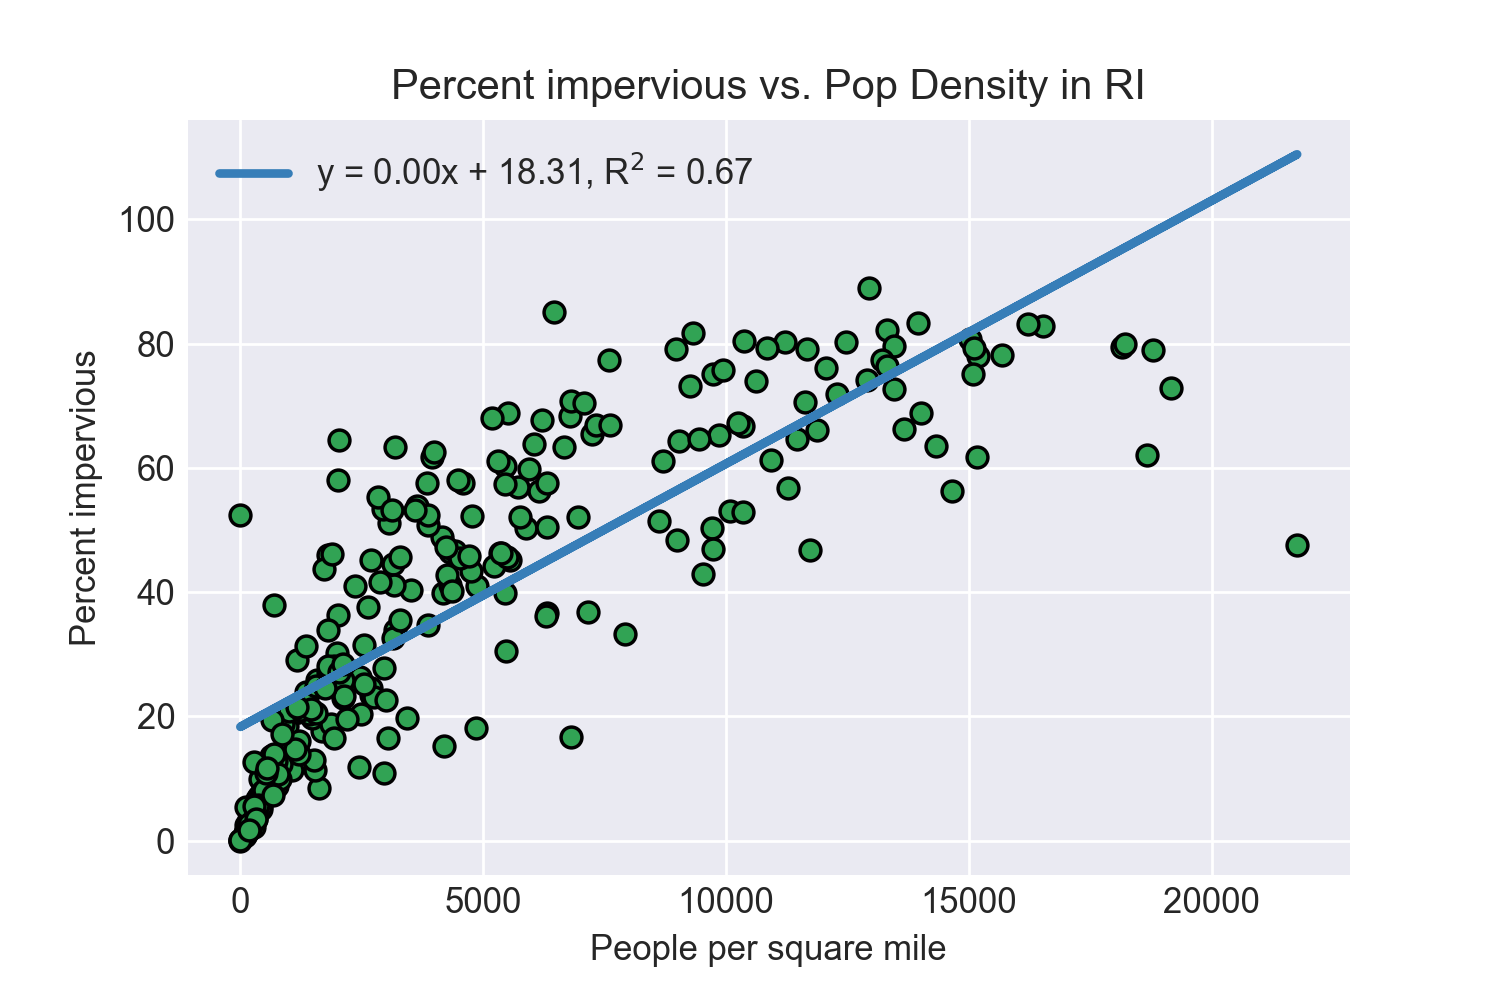 Percent impervious vs. Pop Density in RI
y = 0.00x + 18.31, R² = 0.67
Percent impervious
100
80
60
40
20
0
0 5000 10000 15000 20000
People per square mile